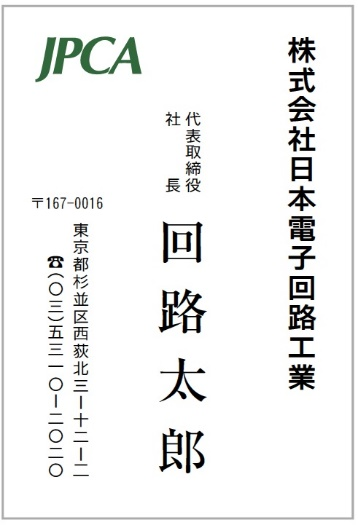 JPCA
株式会社日本電子回路工業
代表取締役
社長
回路太郎
〒167-0016
東京都杉並区西荻北三ー十二ー二
☎(〇三)五三一〇ー二〇二〇